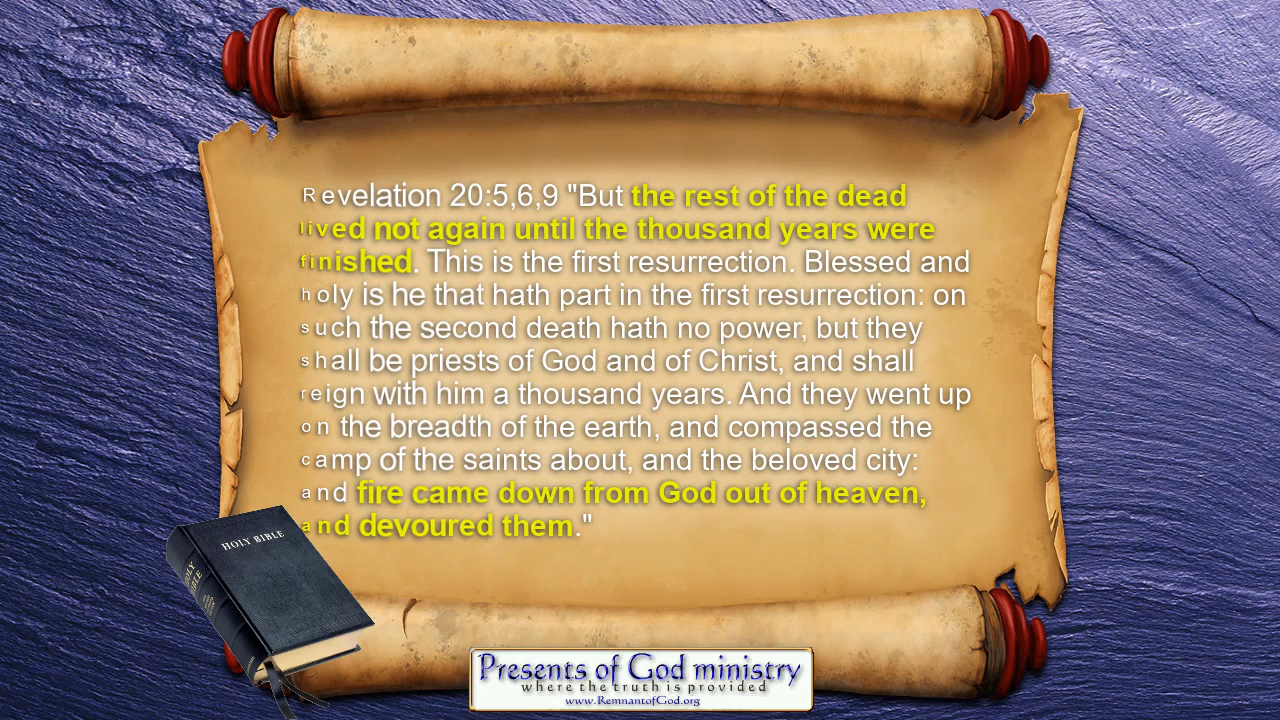 Revelation 20:5,6,9 "But the rest of the dead
lived not again until the thousand years were
finished. This is the first resurrection. Blessed and
holy is he that hath part in the first resurrection: on
such the second death hath no power, but they
shall be priests of God and of Christ, and shall
reign with him a thousand years. And they went up
on the breadth of the earth, and compassed the
camp of the saints about, and the beloved city:
and fire came down from God out of heaven,
and devoured them."
HOLY BIBLE
HOLY
BIBLE
Presents of God ministry
where the truth is provided
www.RemnantofGod.org